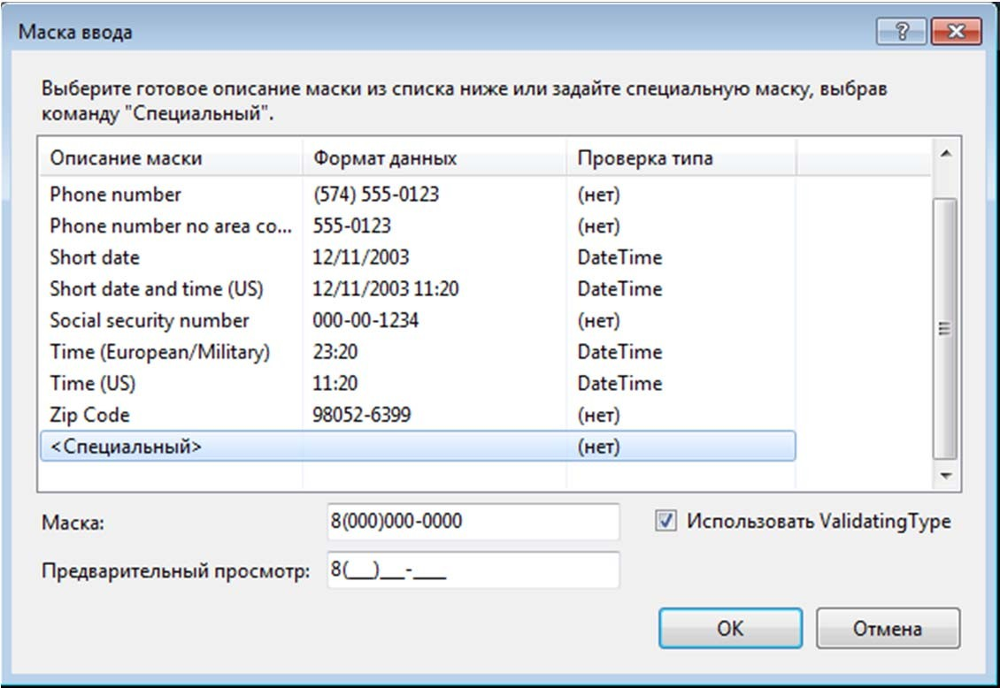 Маска ввода
Выберите готовое описание маски из списка ниже или задайте специальную маску, выбрав
команду "Специальный".
Описание маски Формат данных Проверка типа
Phone number (574) 555-0123 (нет)
Phone number no area co... 555-0123 (нет)
Short date 12/11/2003 DateTime
Short date and time (US) 12/11/2003 11:20 DateTime
Social security number 000-00-1234 (нет)
Time (European/Military) 23:20 DateTime
Time (US) 11:20 DateTime
Zip Code 98052-6399 (нет)
<Специальный> (нет)
Маска: 8(000)000-0000 Использовать ValidatingType
Предварительный просмотр: 8(___)___-____
OK Отмена